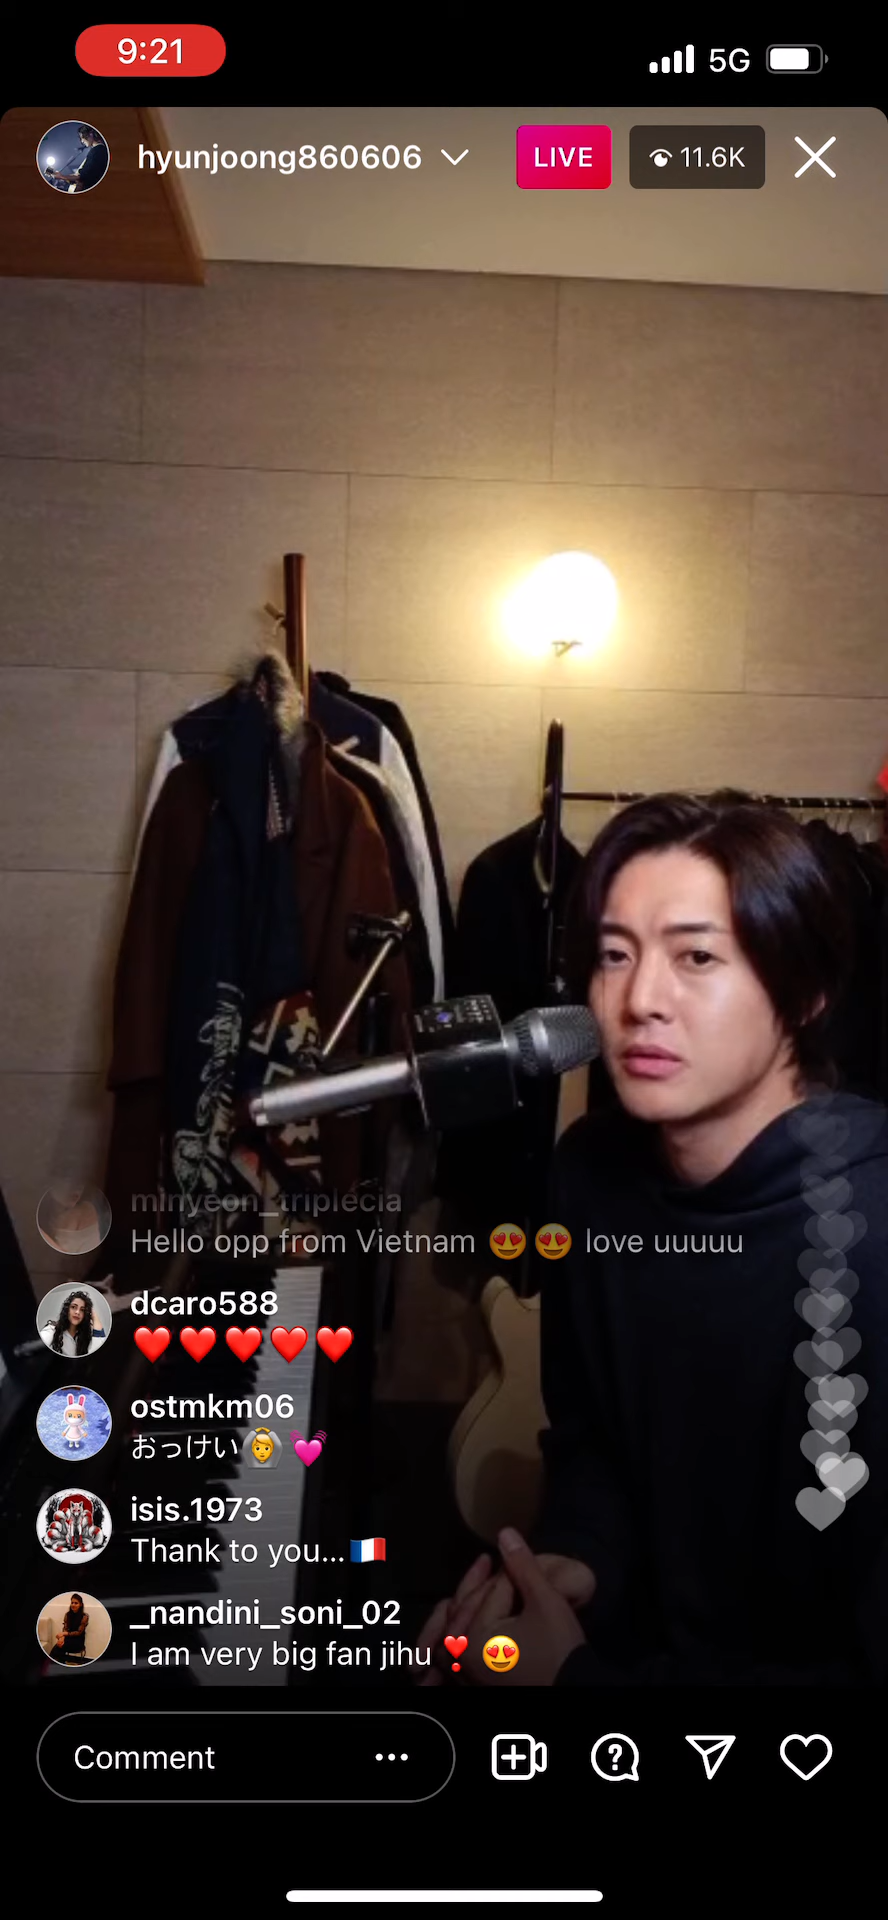 9:21
5G
hyunjoong860606
LIVE
11.6K
minyeon_triplecia
Hello opp from Vietnam 😍😍 love uuuuu
dcaro588
❤️❤️❤️❤️❤️
ostmkm06
おっけい🙆💓
isis.1973
Thank to you...🇫🇷
_nandini_soni_02
I am very big fan jihu❣️😍
Comment